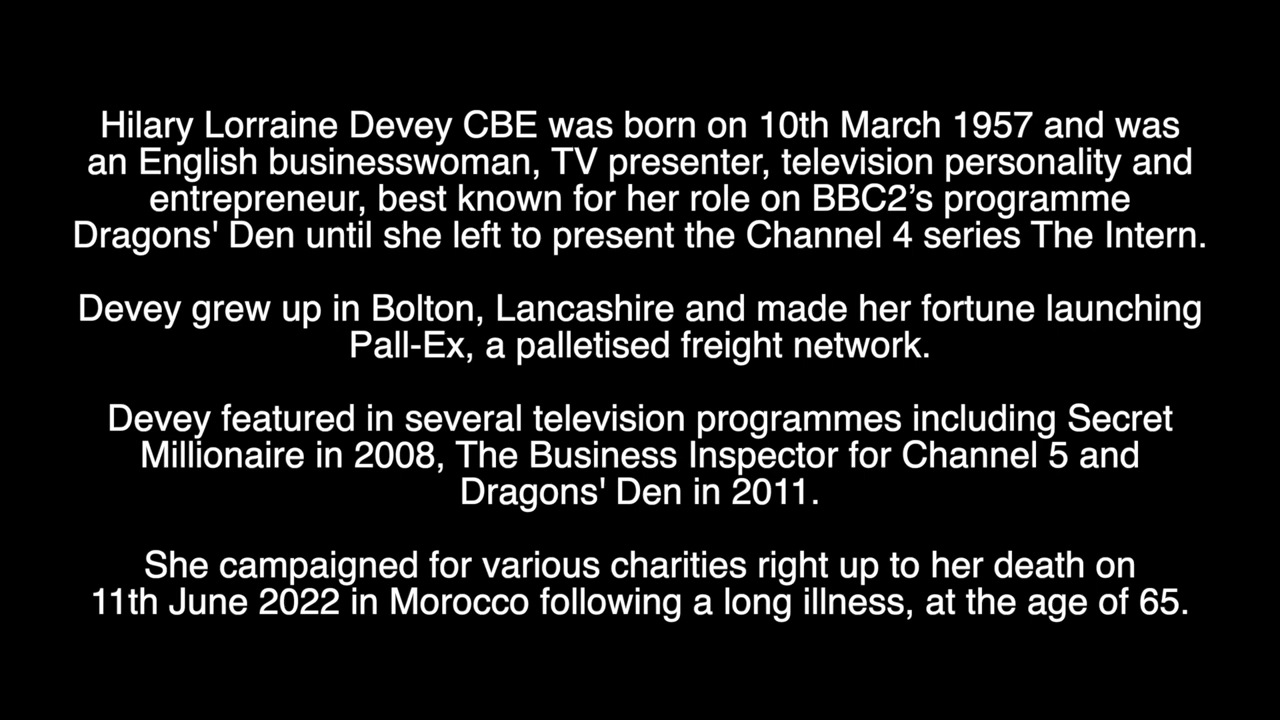 Hilary Lorraine Devey CBE was born on 10th March 1957 and was
an English businesswoman, TV presenter, television personality and
entrepreneur, best known for her role on BBC2’s programme
Dragons' Den until she left to present the Channel 4 series The Intern.
Devey grew up in Bolton, Lancashire and made her fortune launching
Pall-Ex, a palletised freight network.
Devey featured in several television programmes including Secret
Millionaire in 2008, The Business Inspector for Channel 5 and
Dragons' Den in 2011.
She campaigned for various charities right up to her death on
11th June 2022 in Morocco following a long illness, at the age of 65.